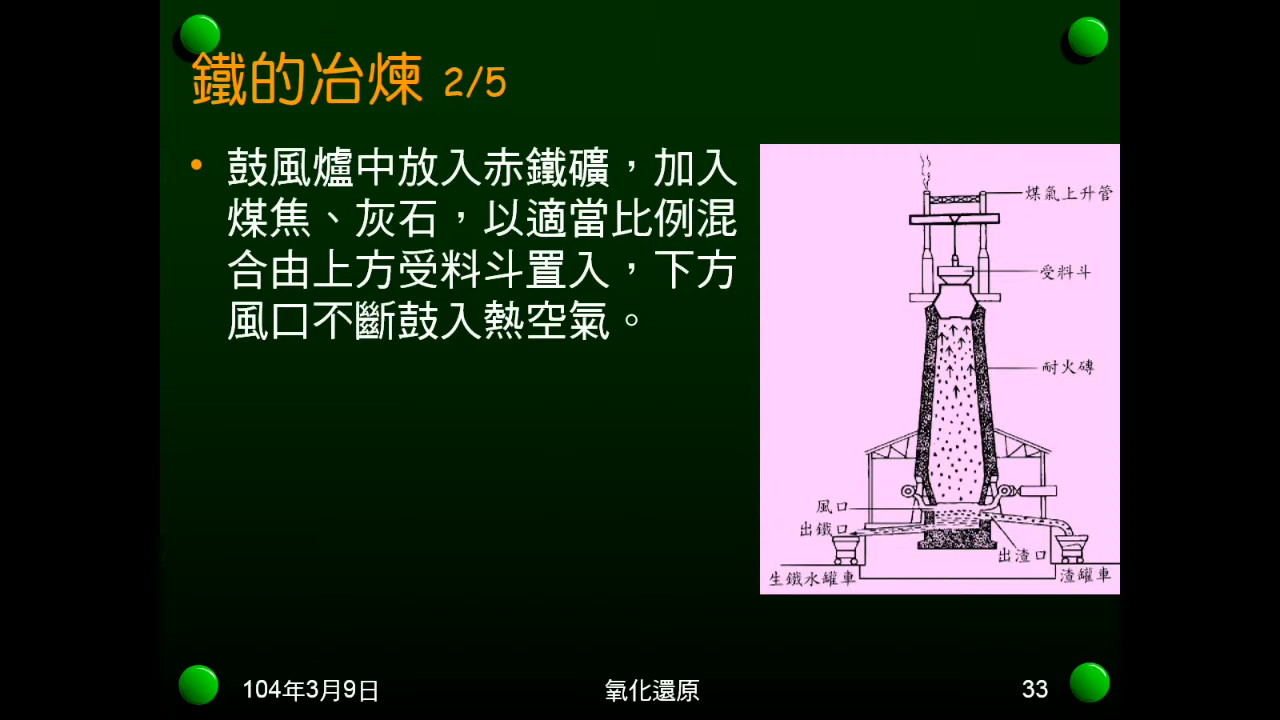 鐵的冶煉 2/5
• 鼓風爐中放入赤鐵礦，加入
煤焦、灰石，以適當比例混
合由上方受料斗置入，下方
風口不斷鼓入熱空氣。
煤氣上升管
受料斗
耐火磚
風口
出鐵口
出渣口
生鐵水罐車
渣罐車
104年3月9日
氧化還原
33